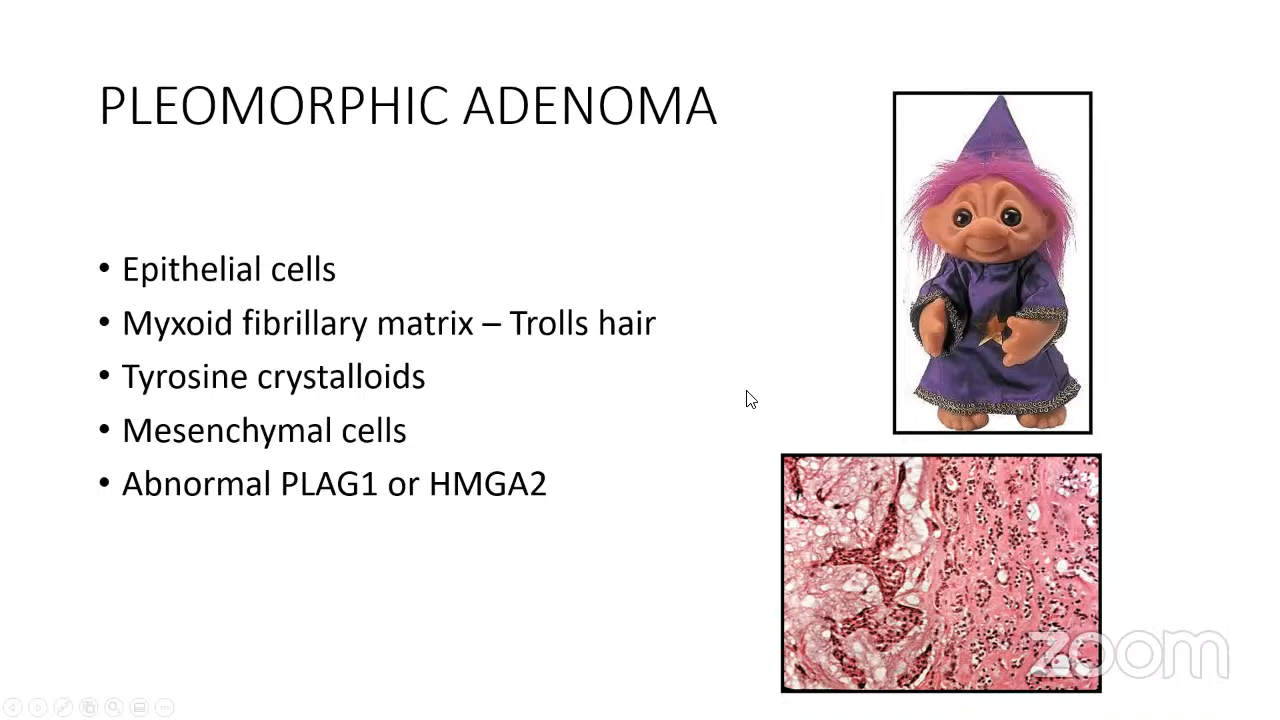 PLEOMORPHIC ADENOMA
• Epithelial cells
• Myxoid fibrillary matrix – Trolls hair
• Tyrosine crystalloids
• Mesenchymal cells
• Abnormal PLAG1 or HMGA2
zoom